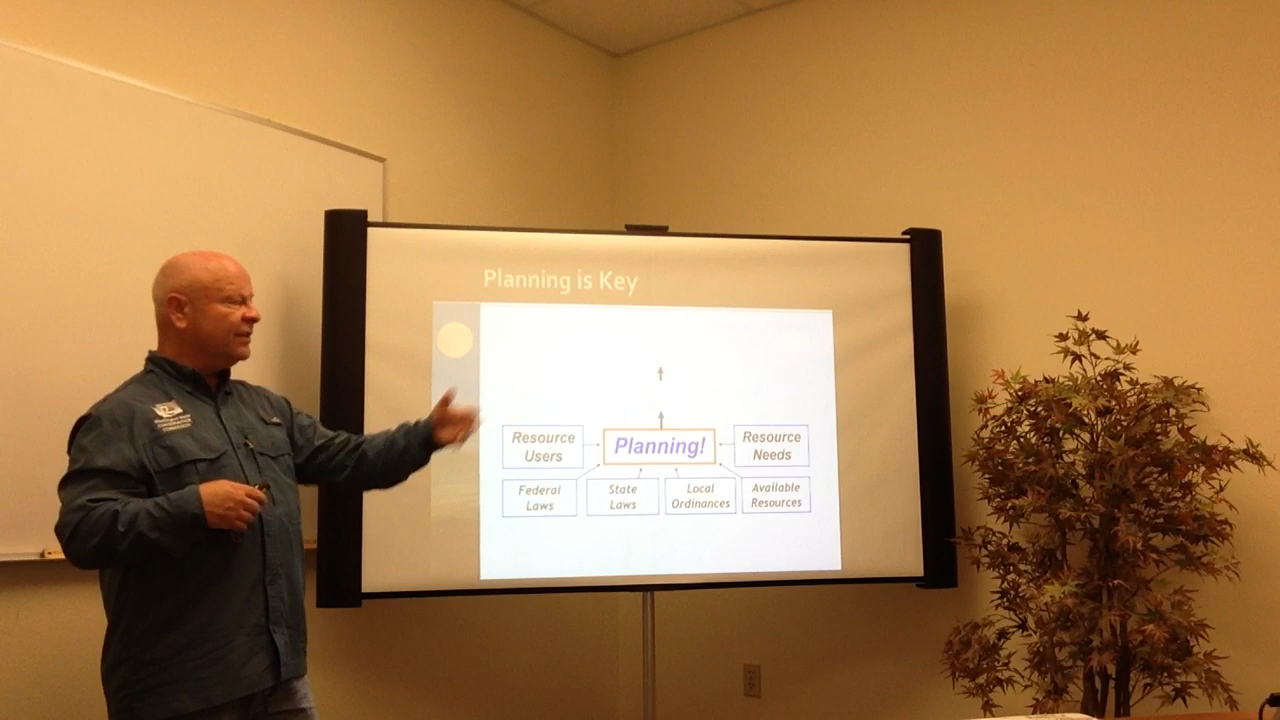 Planning is Key
Resource
Users
Planning!
Resource
Needs
Federal
Laws
State
Laws
Local
Ordinances
Available
Resources